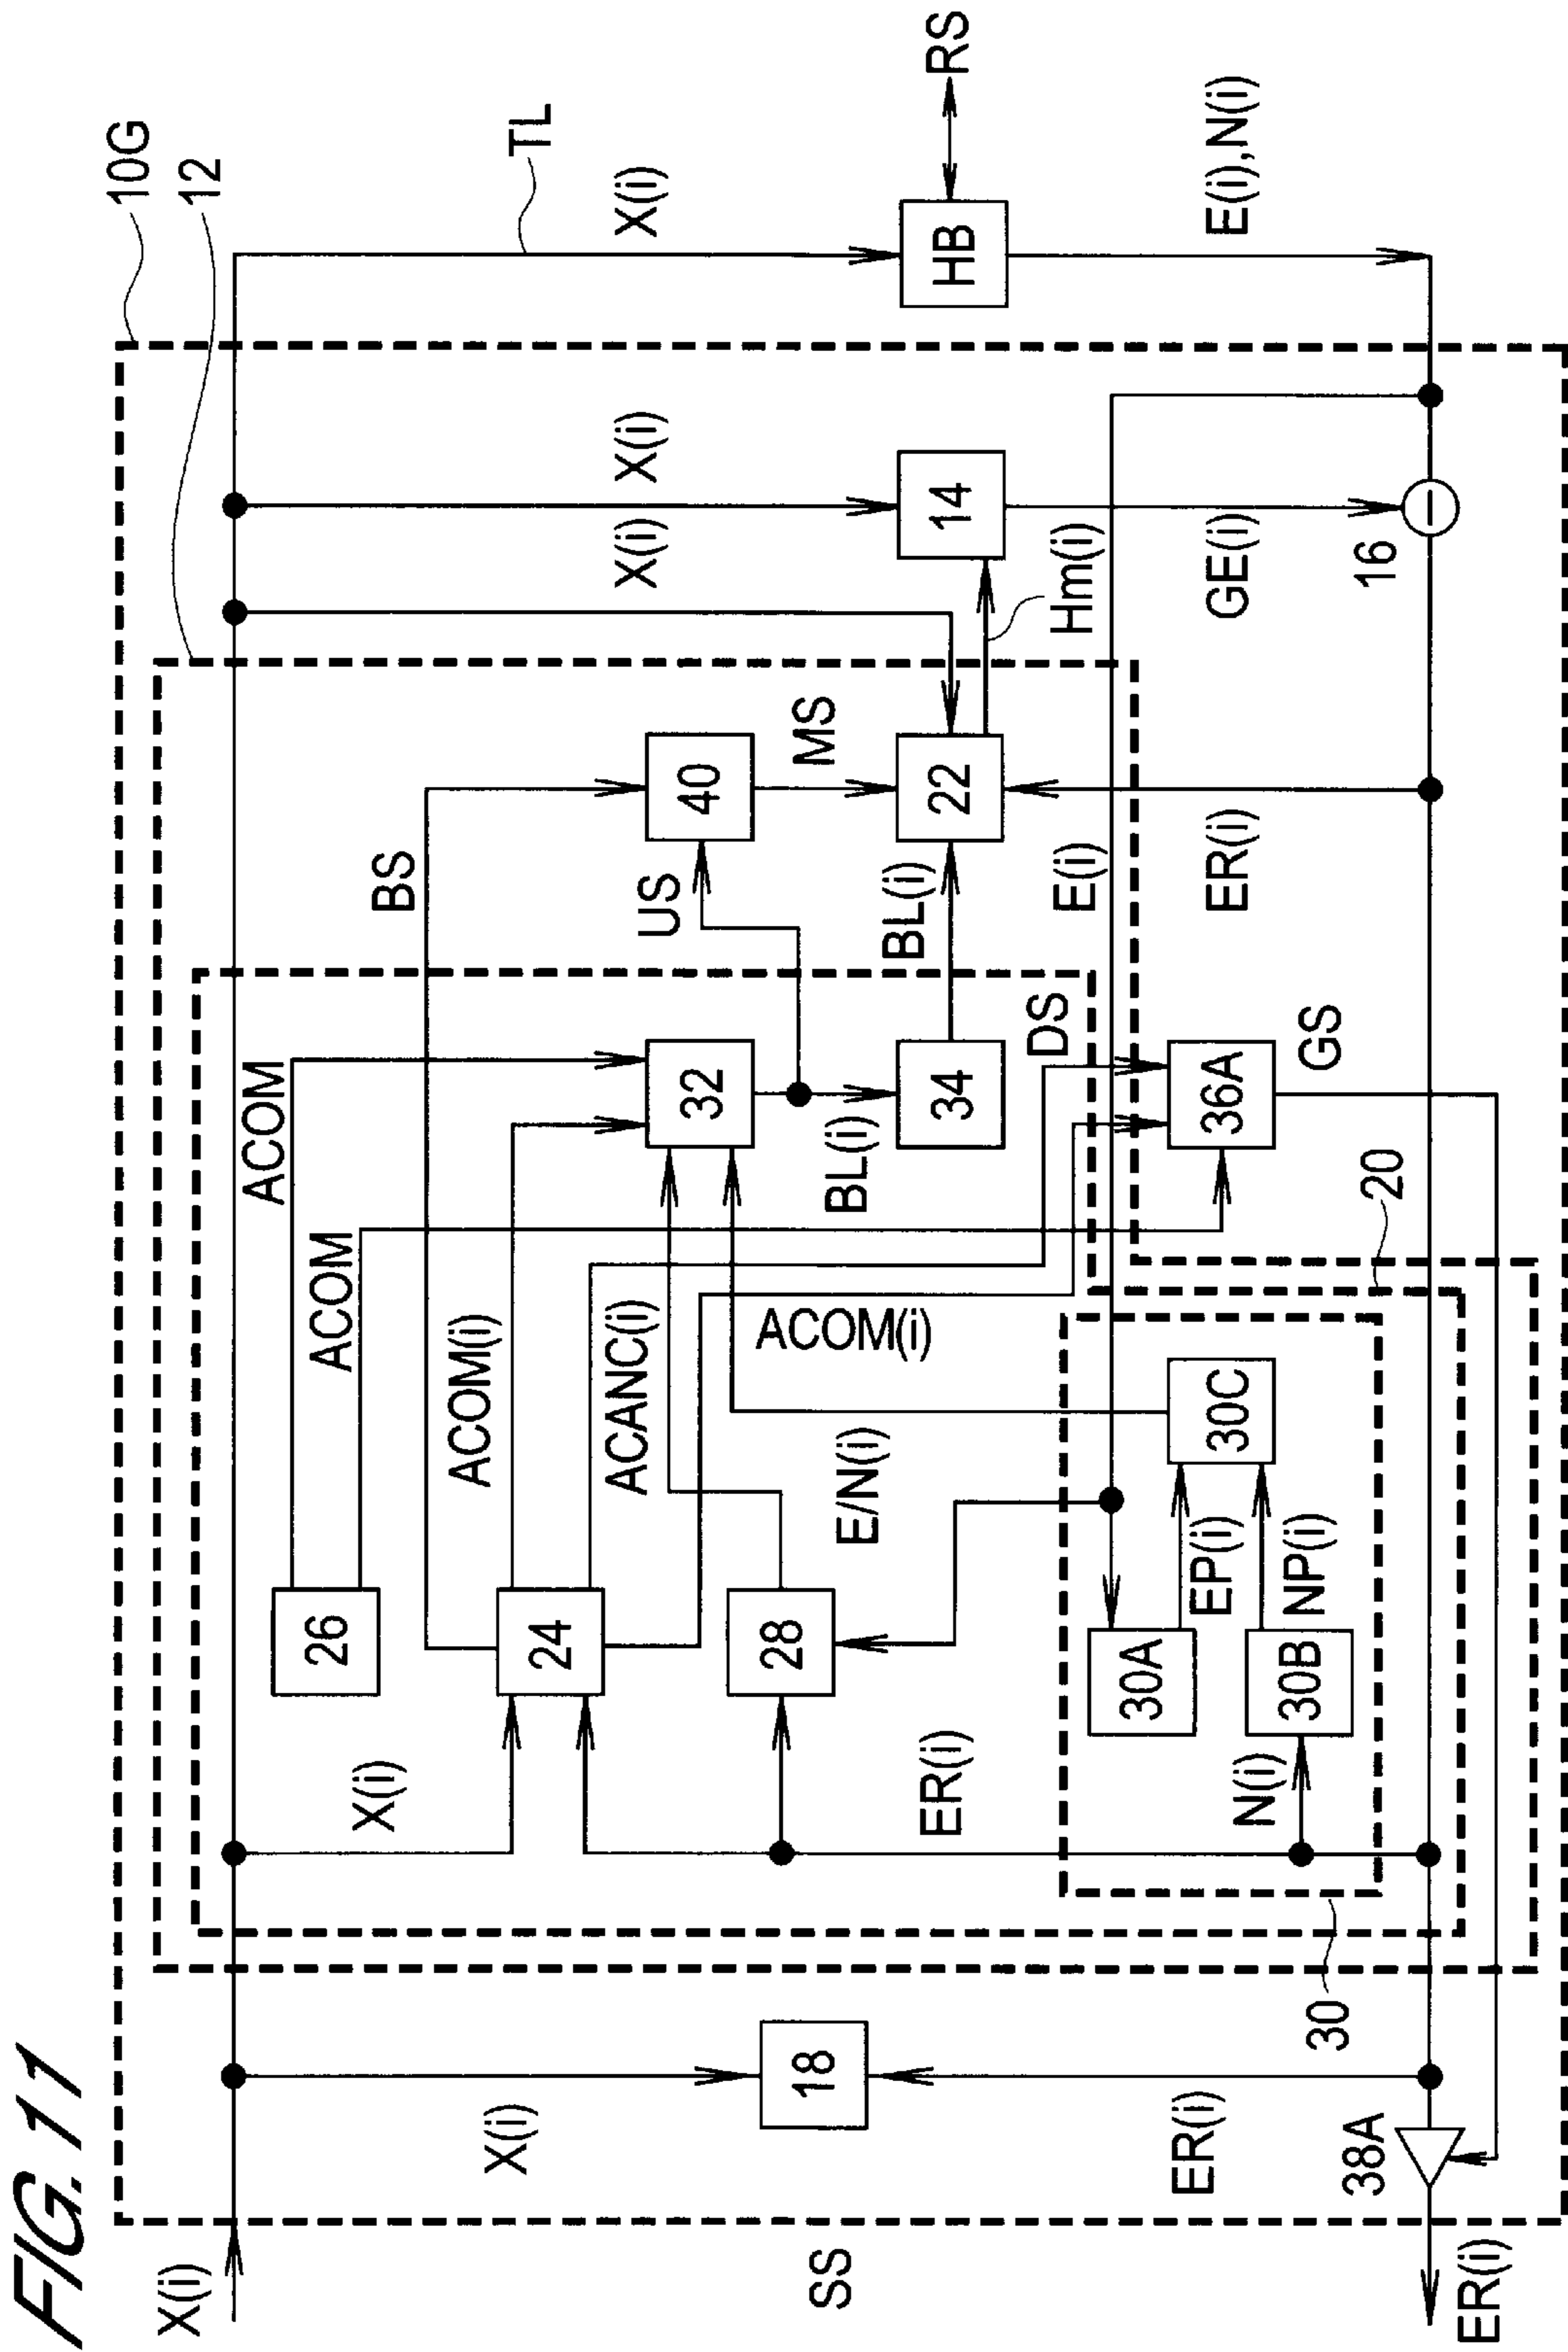 FIG. 11
10G
12
X(i)
TL
X(i)
HB
RS
E(i),N(i)
X(i)
X(i)
14
Hm(i)
GE(i)
16
BS
40
MS
US
22
BL(i)
E(i)
ER(i)
ACOM
ACOM
32
BL(i)
34
DS
36A
GS
20
26
ACOM(i)
ACANC(i)
ACOM(i)
24
28
E/N(i)
30C
30A
EP(i)
30B
NP(i)
X(i)
ER(i)
N(i)
30
X(i)
18
ER(i)
38A
SS
ER(i)